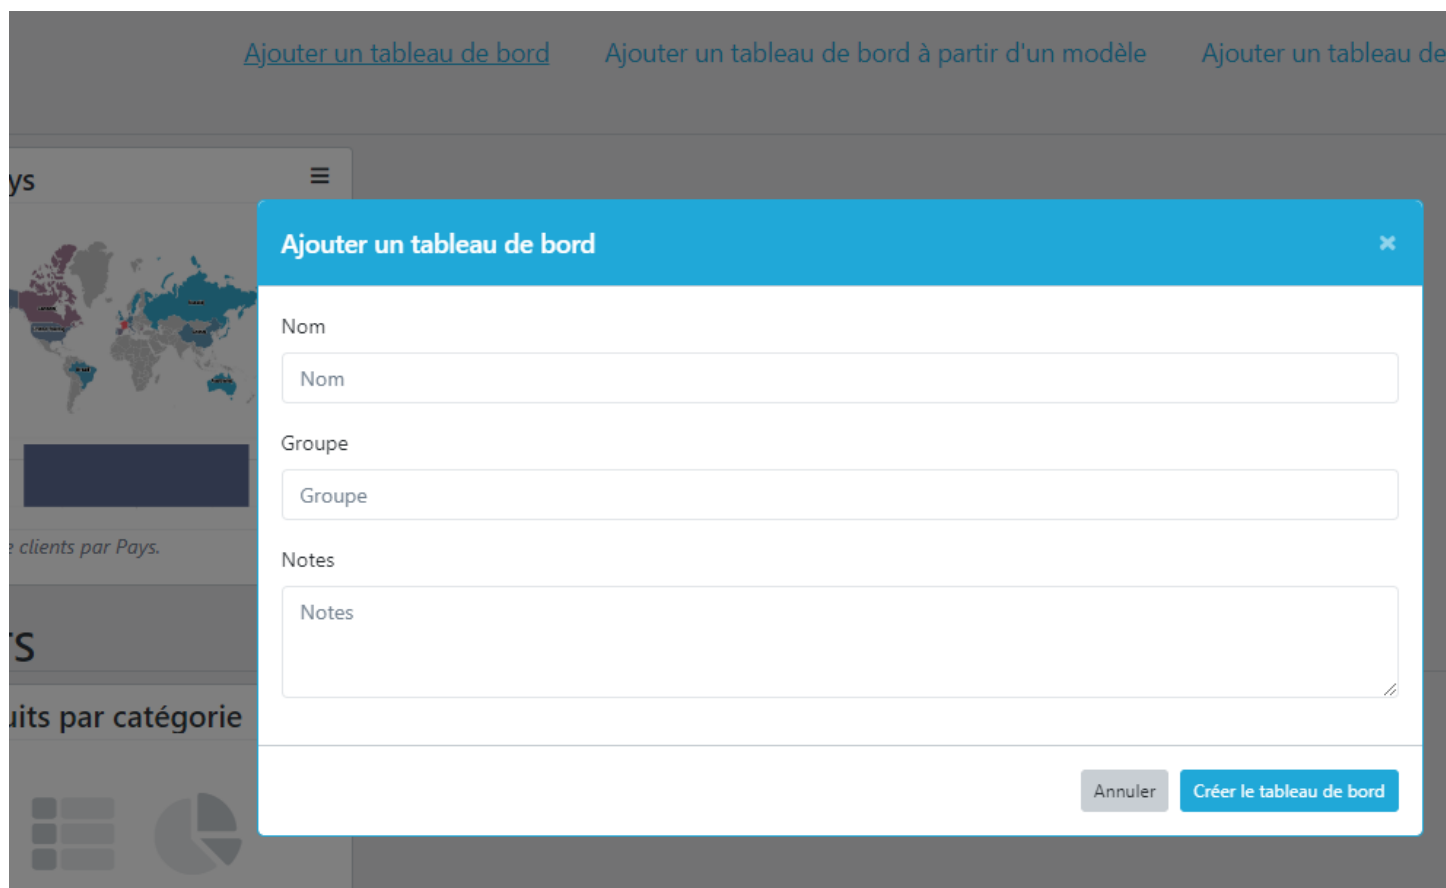 Ajouter un tableau de bord Ajouter un tableau de bord à partir d'un modèle Ajouter un tableau de
ys
Ajouter un tableau de bord
Nom
Nom
Groupe
Groupe
clients par Pays.
Notes
Notes
rs
uits par catégorie
Annuler Créer le tableau de bord